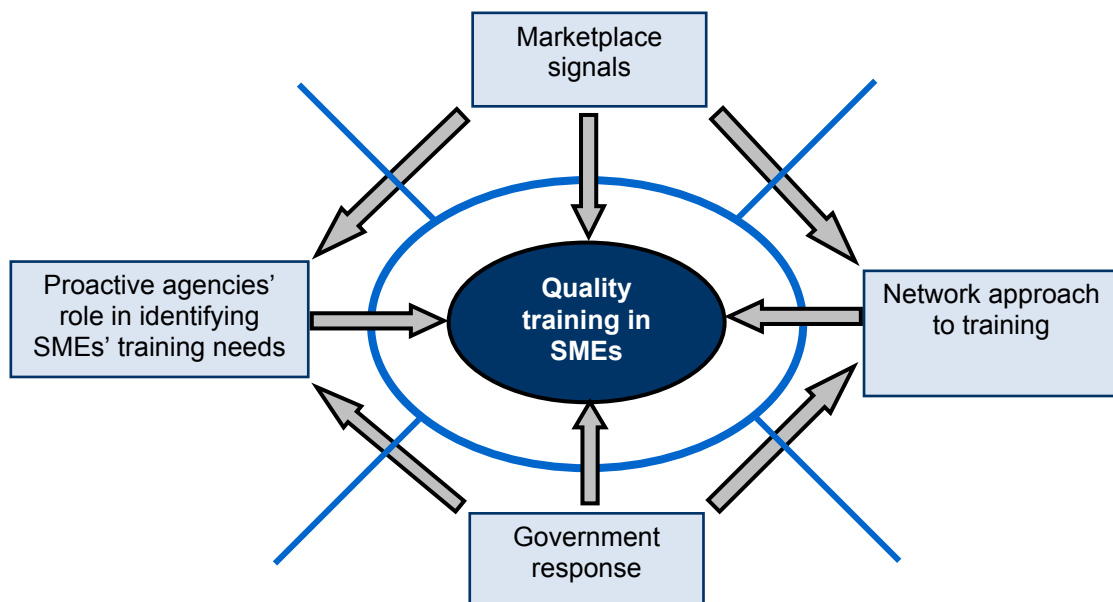 Marketplace
signals
Proactive agencies’
role in identifying
SMEs’ training needs
Quality
training in
SMEs
Network approach
to training
Government
response